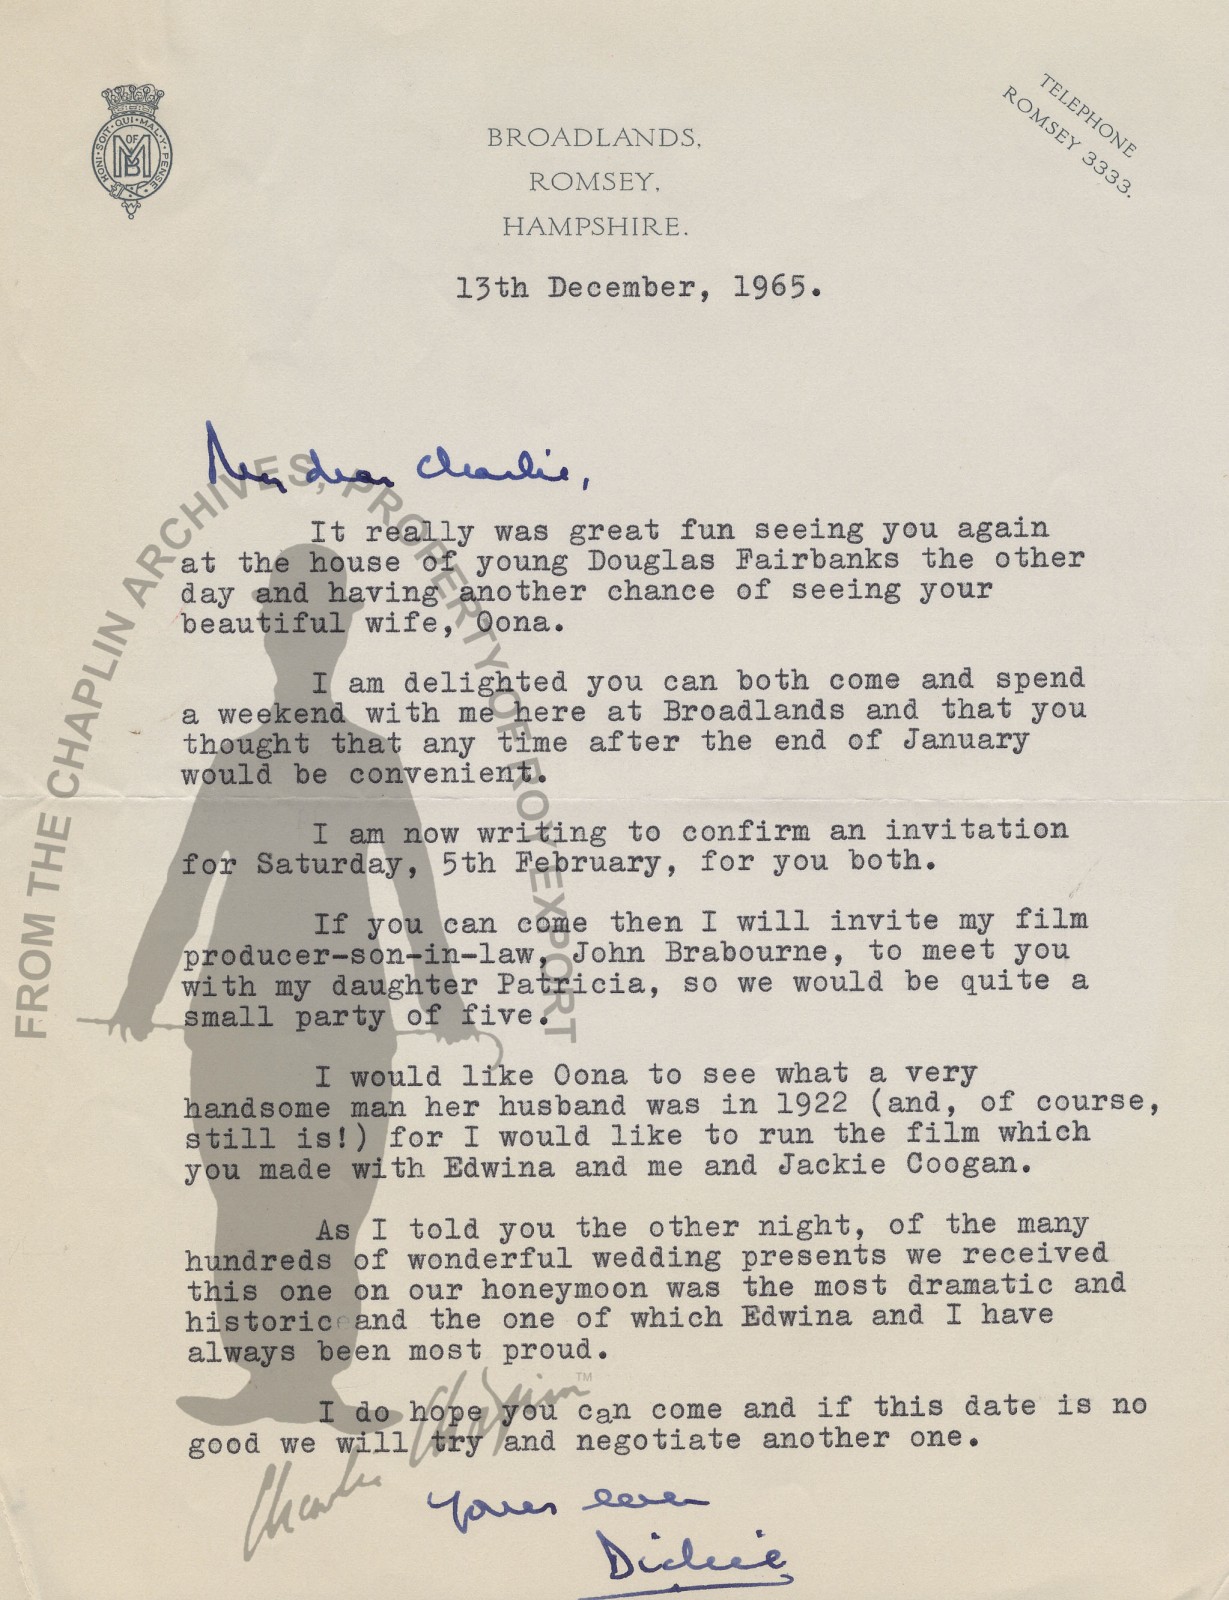 HONI·SOIT·QUI·MAL·Y·PENSE
M OF B
BROADLANDS,
ROMSEY,
HAMPSHIRE.
TELEPHONE
ROMSEY 3333.
13th December, 1965.
My dear Charlie,
It really was great fun seeing you again
at the house of young Douglas Fairbanks the other
day and having another chance of seeing your
beautiful wife, Oona.
I am delighted you can both come and spend
a weekend with me here at Broadlands and that you
thought that any time after the end of January
would be convenient.
I am now writing to confirm an invitation
for Saturday, 5th February, for you both.
If you can come then I will invite my film
producer-son-in-law, John Brabourne, to meet you
with my daughter Patricia, so we would be quite a
small party of five.
I would like Oona to see what a very
handsome man her husband was in 1922 (and, of course,
still is!) for I would like to run the film which
you made with Edwina and me and Jackie Coogan.
As I told you the other night, of the many
hundreds of wonderful wedding presents we received
this one on our honeymoon was the most dramatic and
historic and the one of which Edwina and I have
always been most proud.
I do hope you can come and if this date is no
good we will try and negotiate another one.
Yours ever
Dickie
FROM THE CHAPLIN ARCHIVES, PROPERTY OF ROY EXPORT
Charlie Chaplin™